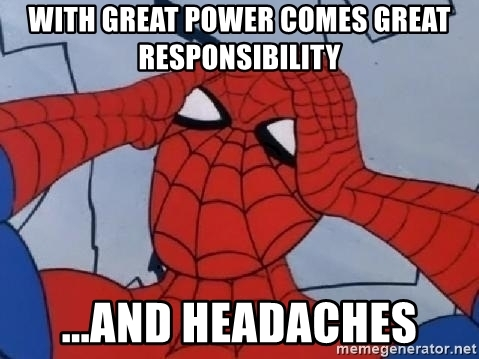 WITH GREAT POWER COMES GREAT
RESPONSIBILITY
...AND HEADACHES
memegenerator.net